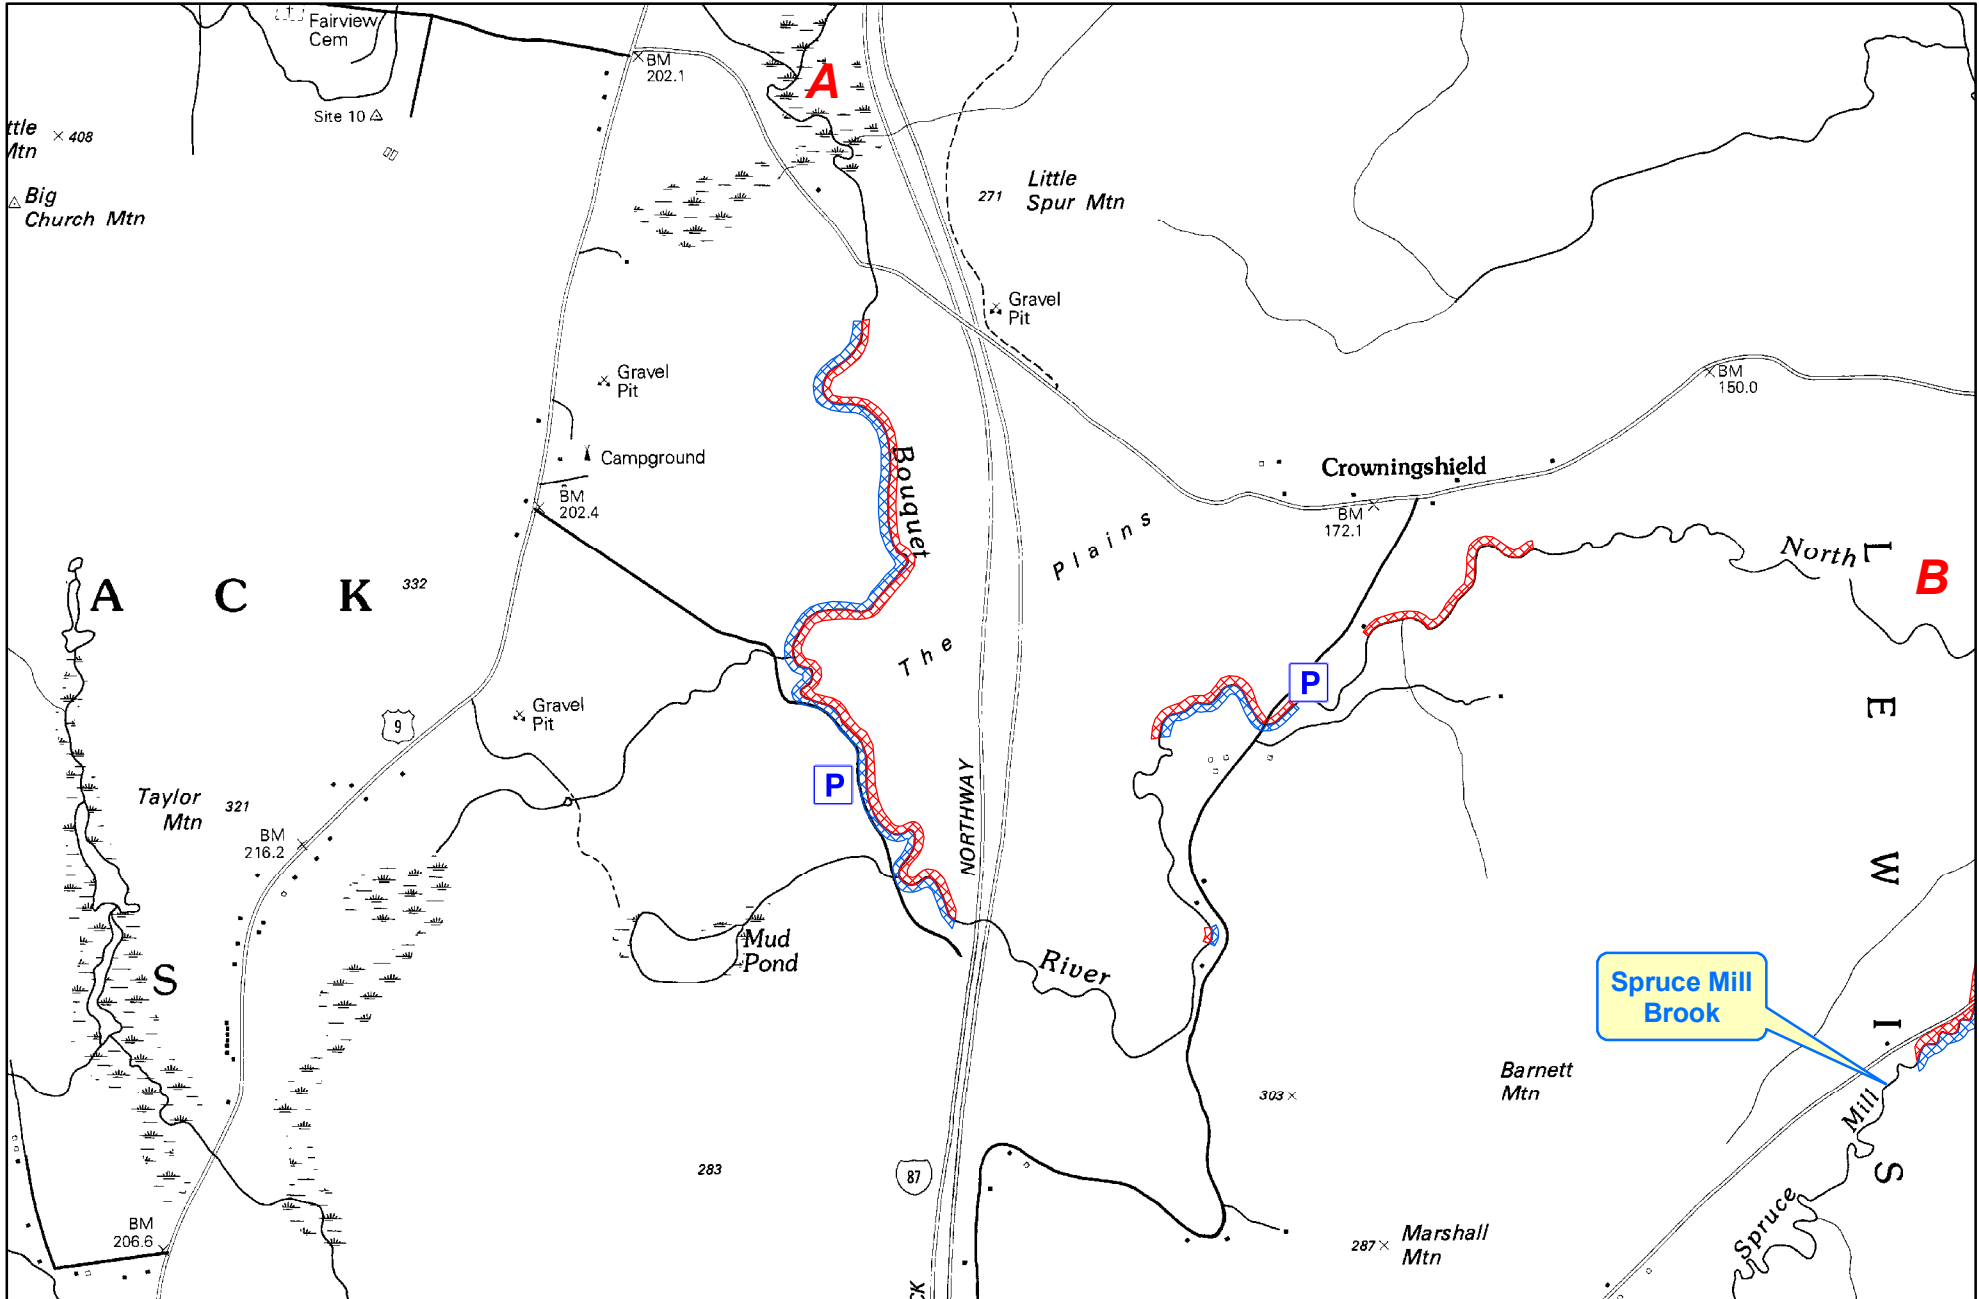 Fairview
Cem
BM
202.1
A
Site 10
ttle
Mtn
408
Big
Church Mtn
271
Little
Spur Mtn
Gravel
Pit
Gravel
Pit
BM
150.0
Campground
Bouquet
Crowningshield
BM
202.4
BM
172.1
Plains
North
L
B
A C K
332
The
P
E
Gravel
Pit
9
P
NORTHWAY
Taylor
Mtn
321
BM
216.2
W
Mud
Pond
River
S
Spruce Mill
Brook
I
Barnett
Mtn
303
Mill
283
87
S
BM
206.6
Spruce
287
Marshall
Mtn
CK